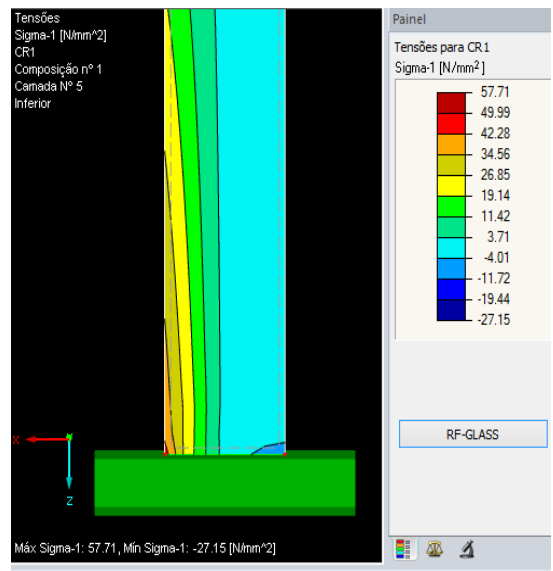 Tensões
Sigma-1 [N/mm^2]
CR1
Composição nº 1
Camada Nº 5
Inferior
X
Z
Máx Sigma-1: 57.71, Mín Sigma-1: -27.15 [N/mm^2]
Painel
Tensões para CR1
Sigma-1 [N/mm²]
57.71
49.99
42.28
34.56
26.85
19.14
11.42
3.71
-4.01
-11.72
-19.44
-27.15
RF-GLASS